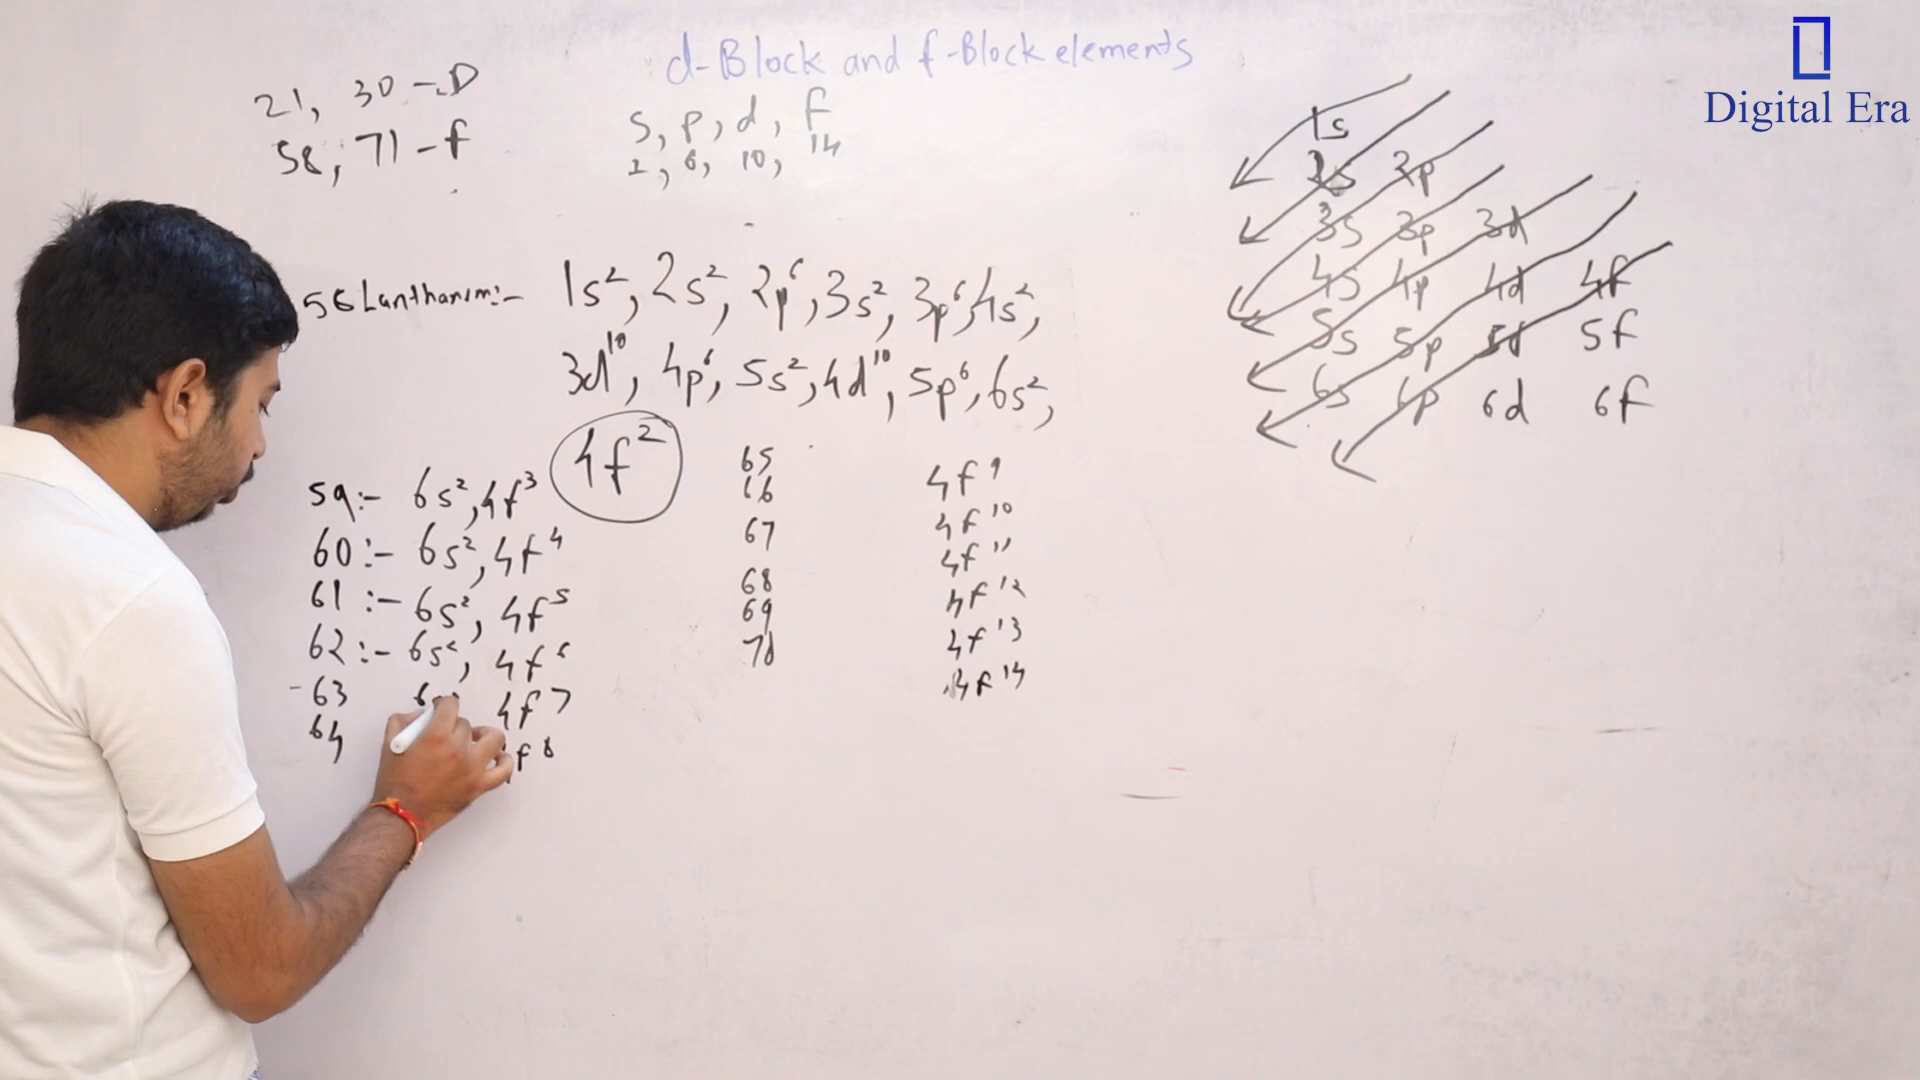 d-Block and f-Block elements
21, 30 -D
58, 71 - f
s, p, d, f
2, 6, 10, 14
Digital Era
1s
2s 2p
3s 3p 3d
4s 4p 4d 4f
5s 5p 5d 5f
6s 6p 6d 6f
1s², 2s², 2p⁶, 3s², 3p⁶, 4s²,
3d¹⁰, 4p⁶, 5s², 4d¹⁰, 5p⁶, 6s²,
4f²
59:- 6s², 4f³
60:- 6s², 4f⁴
61:- 6s², 4f⁵
62:- 6s², 4f⁶
63 4f⁷
64 f⁸
65 4f⁹
66 4f¹⁰
67 4f¹¹
68 4f¹²
69 4f¹³
70 4f¹⁴